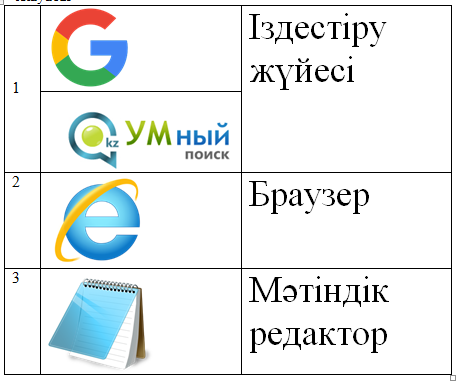 1
Іздестіру
жүйесі
kz УМный
поиск
2
Браузер
3
Мәтіндік
редактор